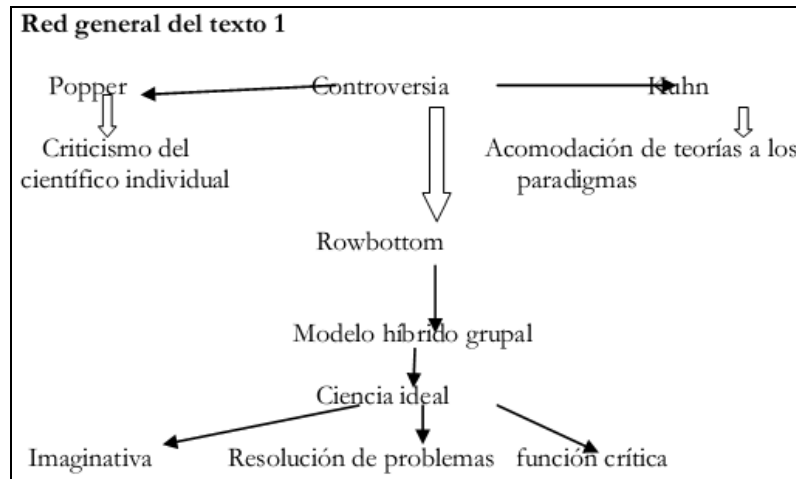 Red general del texto 1
Popper Controversia Kuhn
Criticismo del
científico individual
Acomodación de teorías a los
paradigmas
Rowbottom
Modelo híbrido grupal
Ciencia ideal
Imaginativa Resolución de problemas función crítica